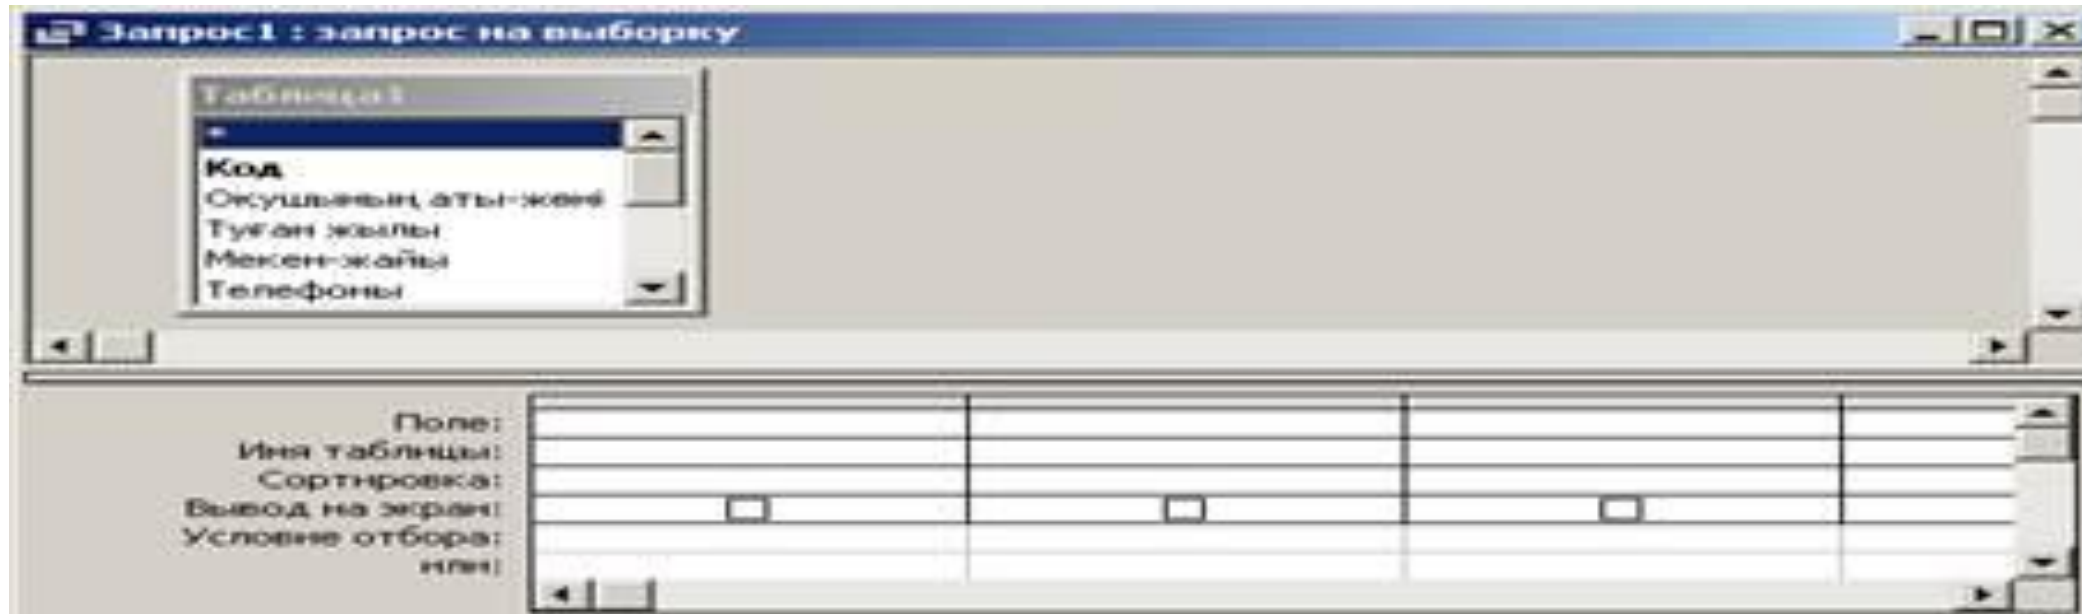 Запрос1 : запрос на выборку
Таблица1
*
Код
Окушының аты-жөні
Туған жылы
Мекен-жайы
Телефоны
Поле:
Имя таблицы:
Сортировка:
Вывод на экран:
Условие отбора:
или: